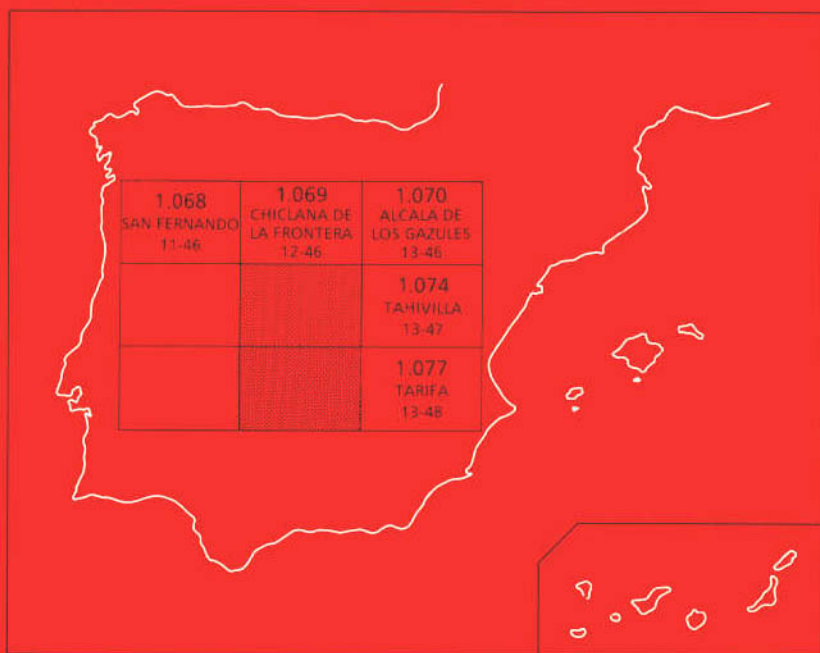 1.068
SAN FERNANDO
11-46
1.069
CHICLANA DE
LA FRONTERA
12-46
1.070
ALCALA DE
LOS GAZULES
13-46
1.074
TAHIVILLA
13-47
1.077
TARIFA
13-48